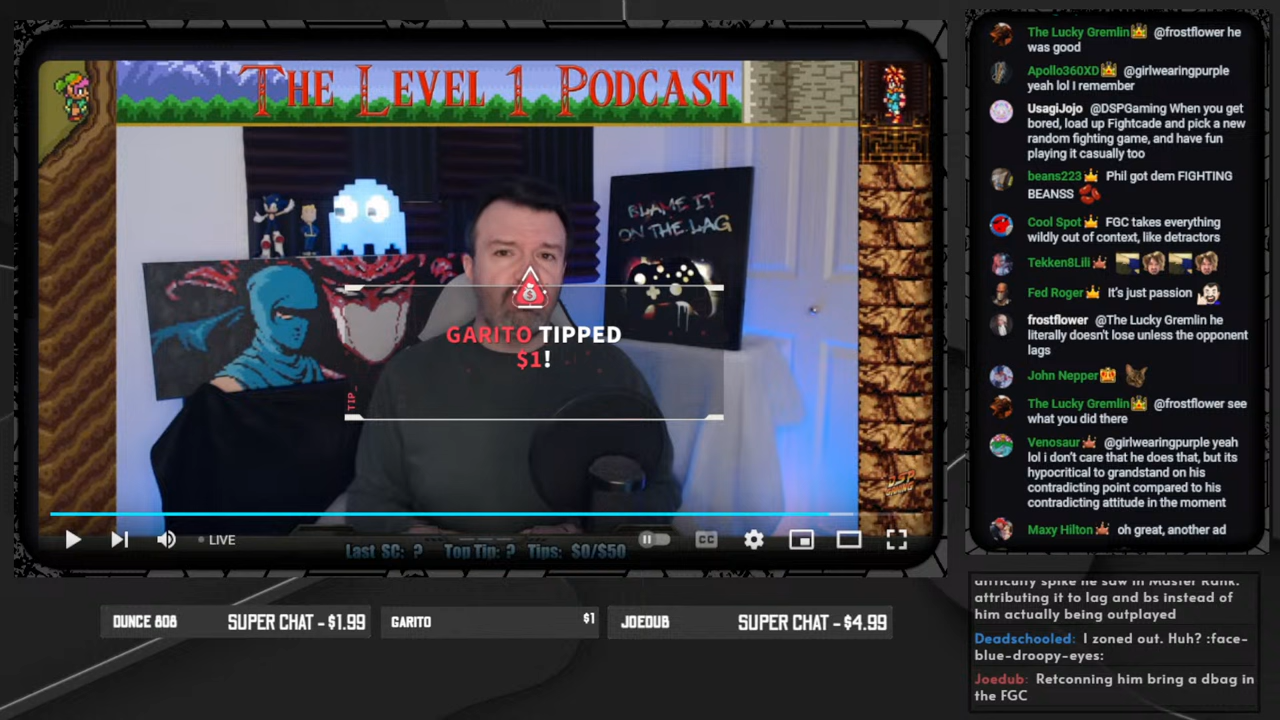 THE LEVEL 1 PODCAST
BLAME IT
ON THE LAG
GARITO TIPPED
$1!
TIP
LIVE
CC
Last SC: ? Top Tip: ? Tips: $0/$50
OUNCE 808 SUPER CHAT - $1.99
GARITO $1
JOEDUB SUPER CHAT - $4.99
The Lucky Gremlin @frostflower he
was good
Apollo360XD @girlwearingpurple
yeah lol I remember
UsagiJojo @DSPGaming When you get
bored, load up Fightcade and pick a new
random fighting game, and have fun
playing it casually too
beans223 Phil got dem FIGHTING
BEANSS
Cool Spot FGC takes everything
wildly out of context, like detractors
Tekken8Lili
Fed Roger It's just passion
frostflower @The Lucky Gremlin he
literally doesn't lose unless the opponent
lags
John Nepper
The Lucky Gremlin @frostflower see
what you did there
Venosaur @girlwearingpurple yeah
lol i don't care that he does that, but its
hypocritical to grandstand on his
contradicting point compared to his
contradicting attitude in the moment
Maxy Hilton oh great, another ad
difficulty spike he saw in Master Rank.
attributing it to lag and bs instead of
him actually being outplayed
Deadschooled: I zoned out. Huh? :face-
blue-droopy-eyes:
Joedub: Retconning him bring a dbag in
the FGC